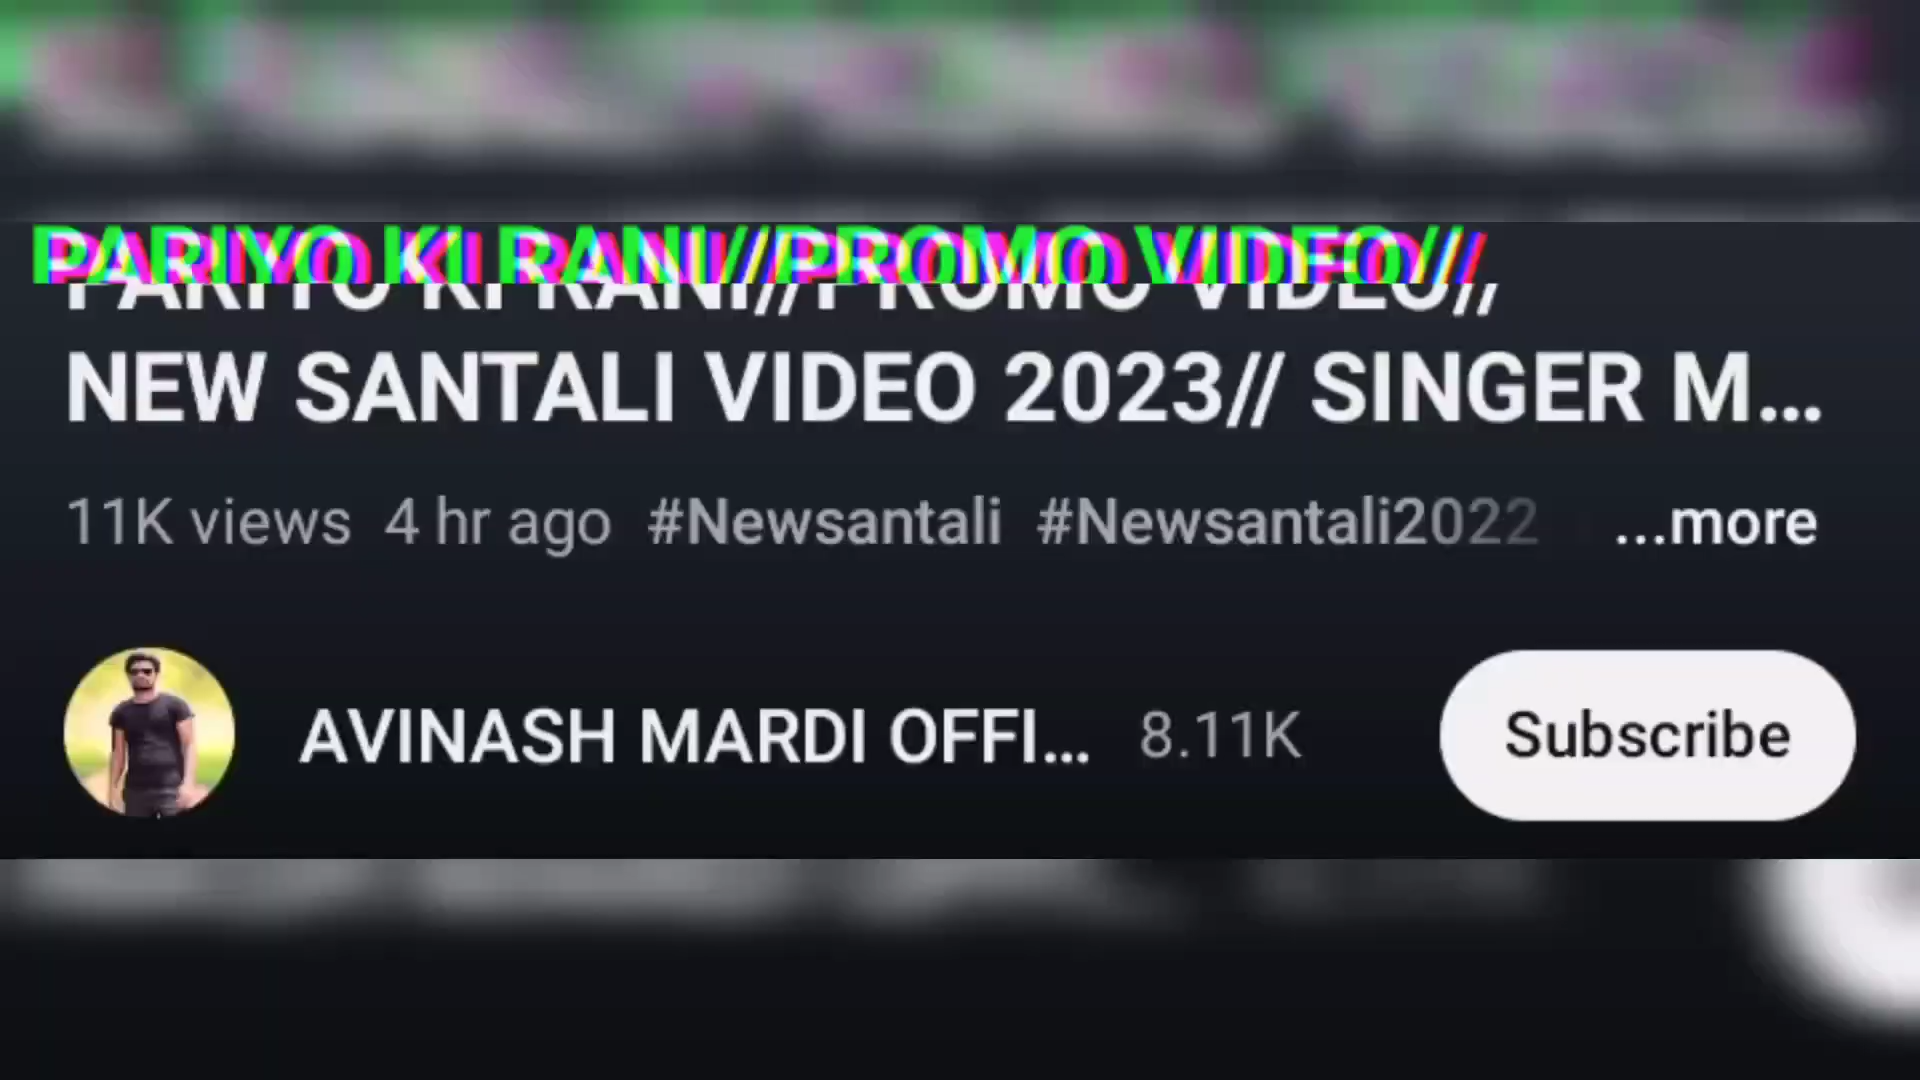 PARIYO KI RANI//PROMO VIDEO//
NEW SANTALI VIDEO 2023// SINGER M...
11K views 4 hr ago #Newsantali #Newsantali2022 ...more
AVINASH MARDI OFFI... 8.11K Subscribe